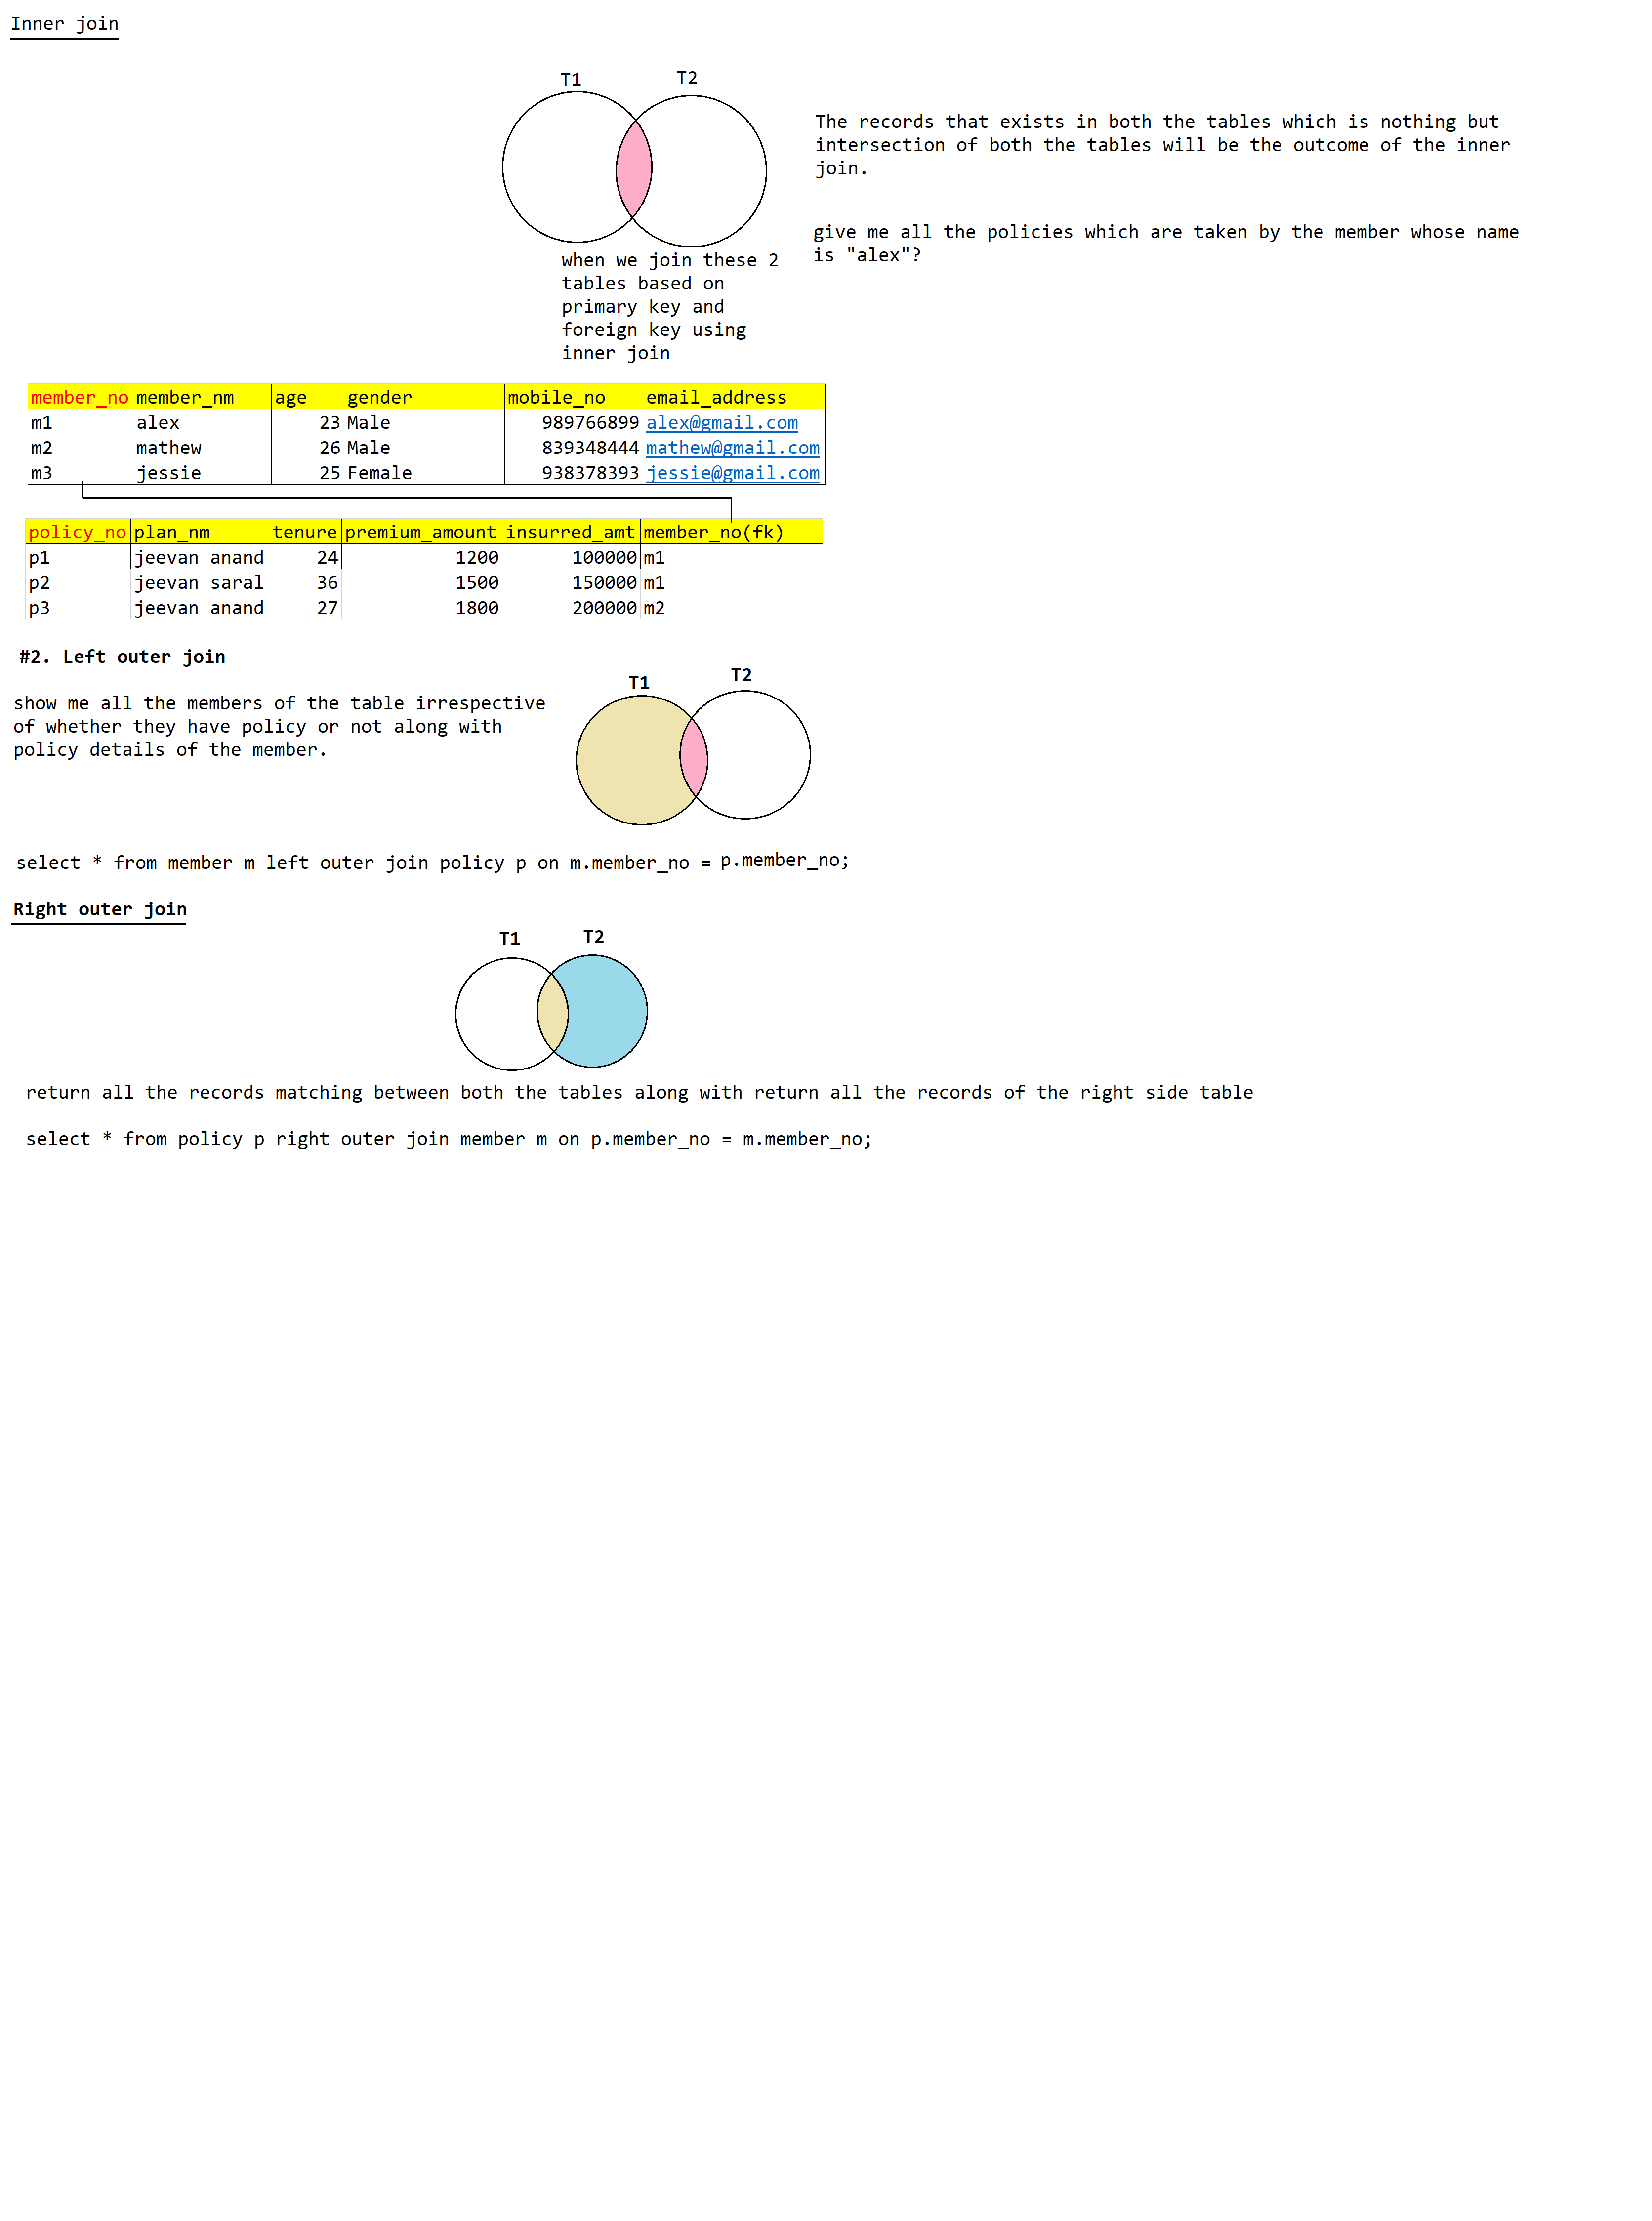 Inner join
T1 T2
The records that exists in both the tables which is nothing but
intersection of both the tables will be the outcome of the inner
join.
give me all the policies which are taken by the member whose name
is "alex"?
when we join these 2
tables based on
primary key and
foreign key using
inner join
member_no member_nm age gender mobile_no email_address
m1 alex 23 Male 989766899 alex@gmail.com
m2 mathew 26 Male 839348444 mathew@gmail.com
m3 jessie 25 Female 938378393 jessie@gmail.com
policy_no plan_nm tenure premium_amount insurred_amt member_no(fk)
p1 jeevan anand 24 1200 100000 m1
p2 jeevan saral 36 1500 150000 m1
p3 jeevan anand 27 1800 200000 m2
#2. Left outer join
T1 T2
show me all the members of the table irrespective
of whether they have policy or not along with
policy details of the member.
select * from member m left outer join policy p on m.member_no = p.member_no;
Right outer join
T1 T2
return all the records matching between both the tables along with return all the records of the right side table
select * from policy p right outer join member m on p.member_no = m.member_no;